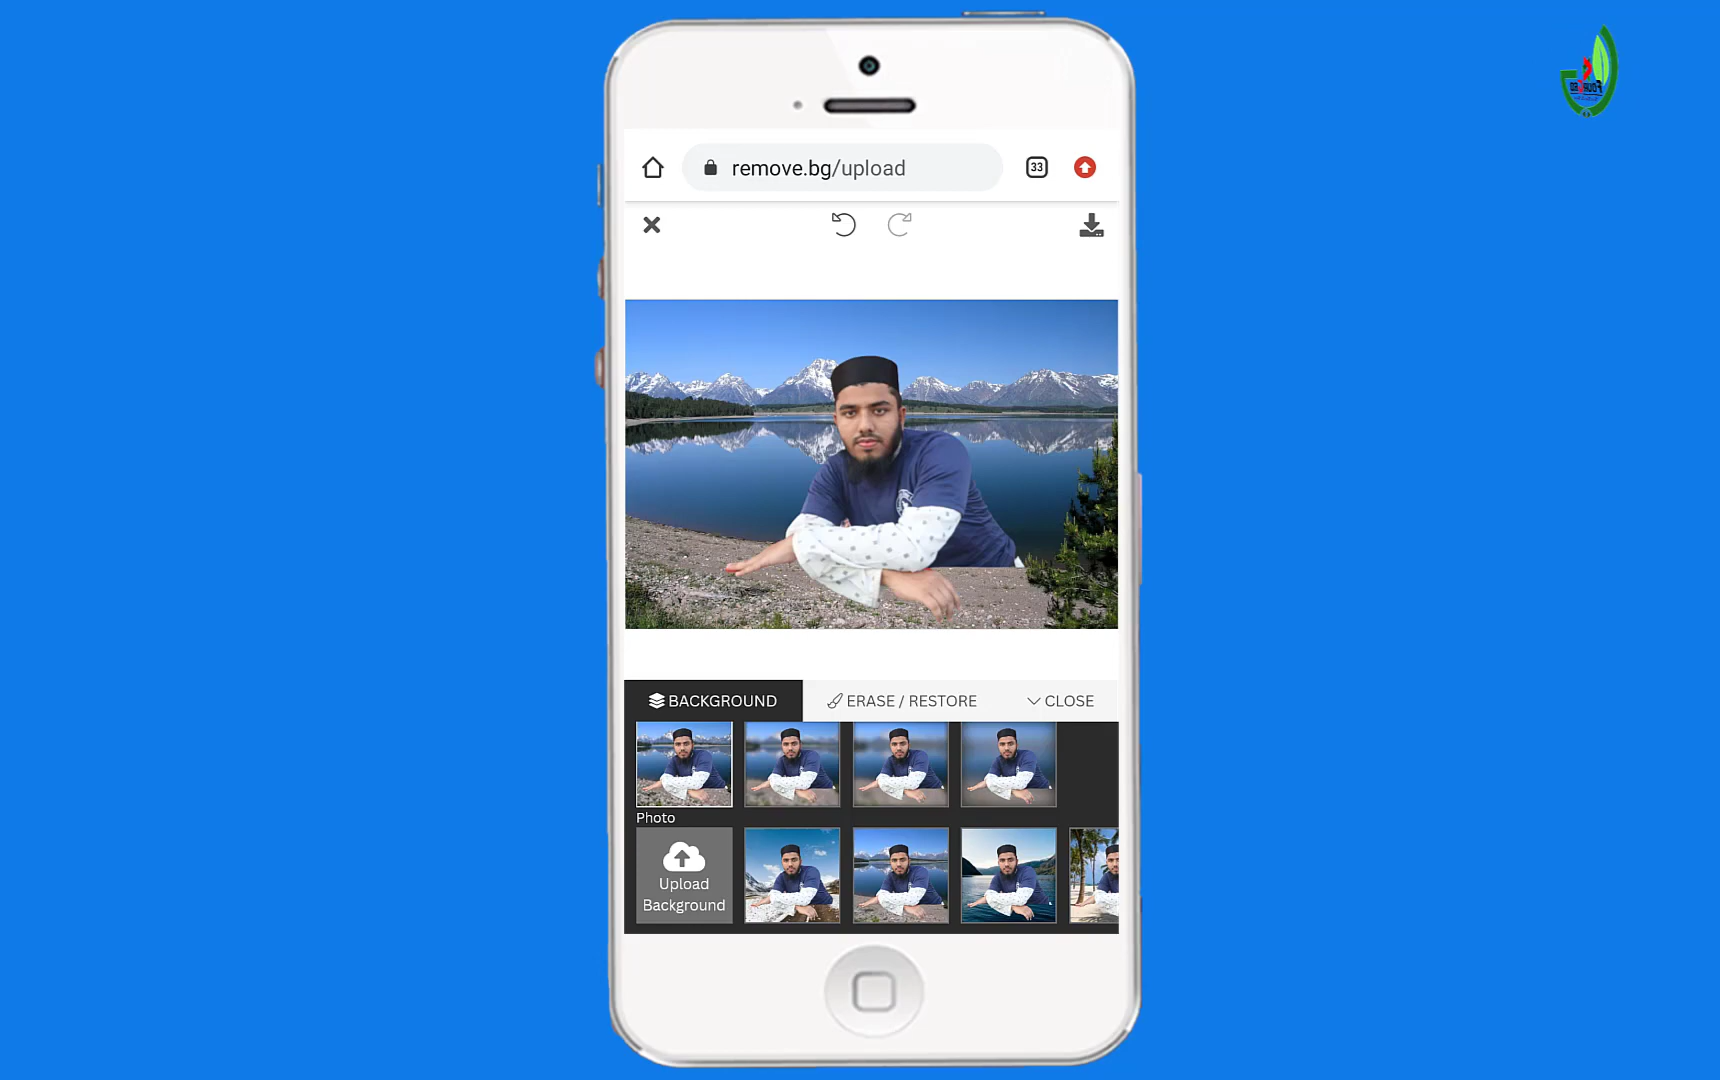 remove.bg/upload
33
BACKGROUND
ERASE / RESTORE
CLOSE
Photo
Upload
Background